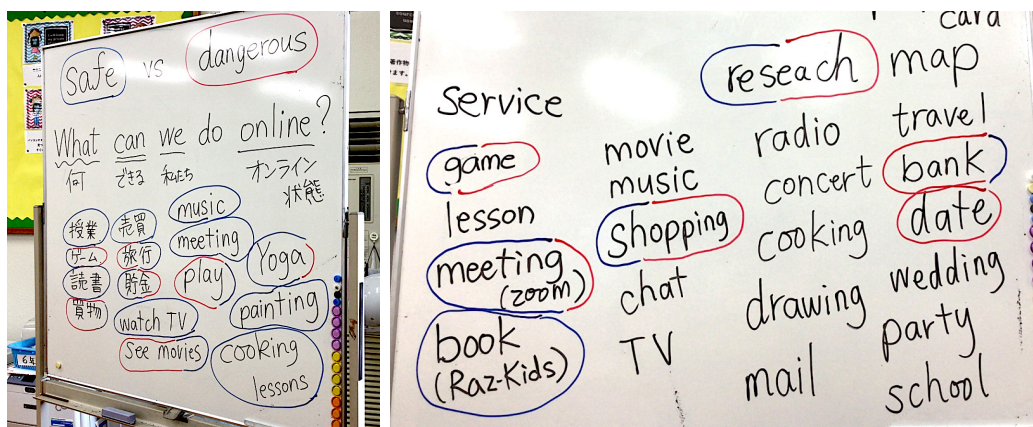 safe vs dangerous
What can we do online?
何 できる 私たち オンライン
状態
授業 売買 music
ゲーム 旅行 meeting Yoga
読書 貯金 play painting
買物 watch TV
see movies cooking
lessons
card
reseach map
service
movie radio travel
game music concert bank
lesson shopping cooking date
meeting
(zoom) chat drawing wedding
book
(Raz-Kids) TV mail party
school